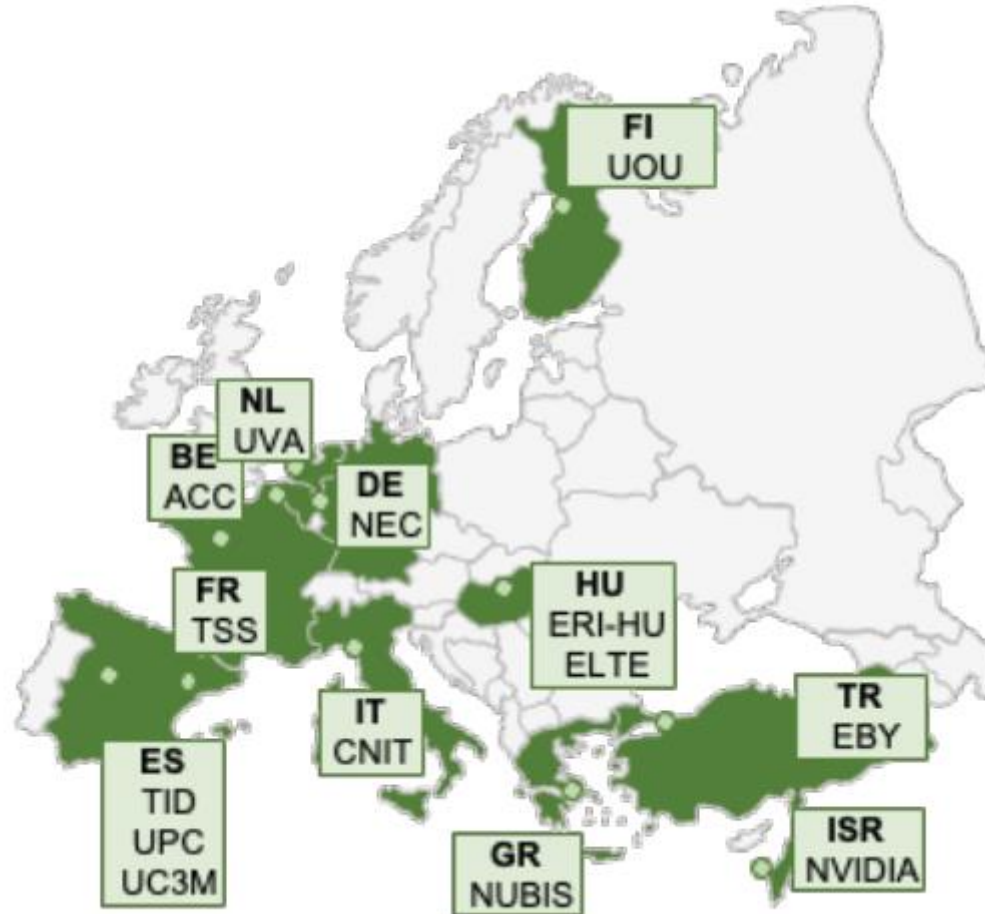 FI
UOU
NL
UVA
BE
ACC
DE
NEC
FR
TSS
HU
ERI-HU
ELTE
IT
CNIT
TR
EBY
ES
TID
UPC
UC3M
GR
NUBIS
ISR
NVIDIA